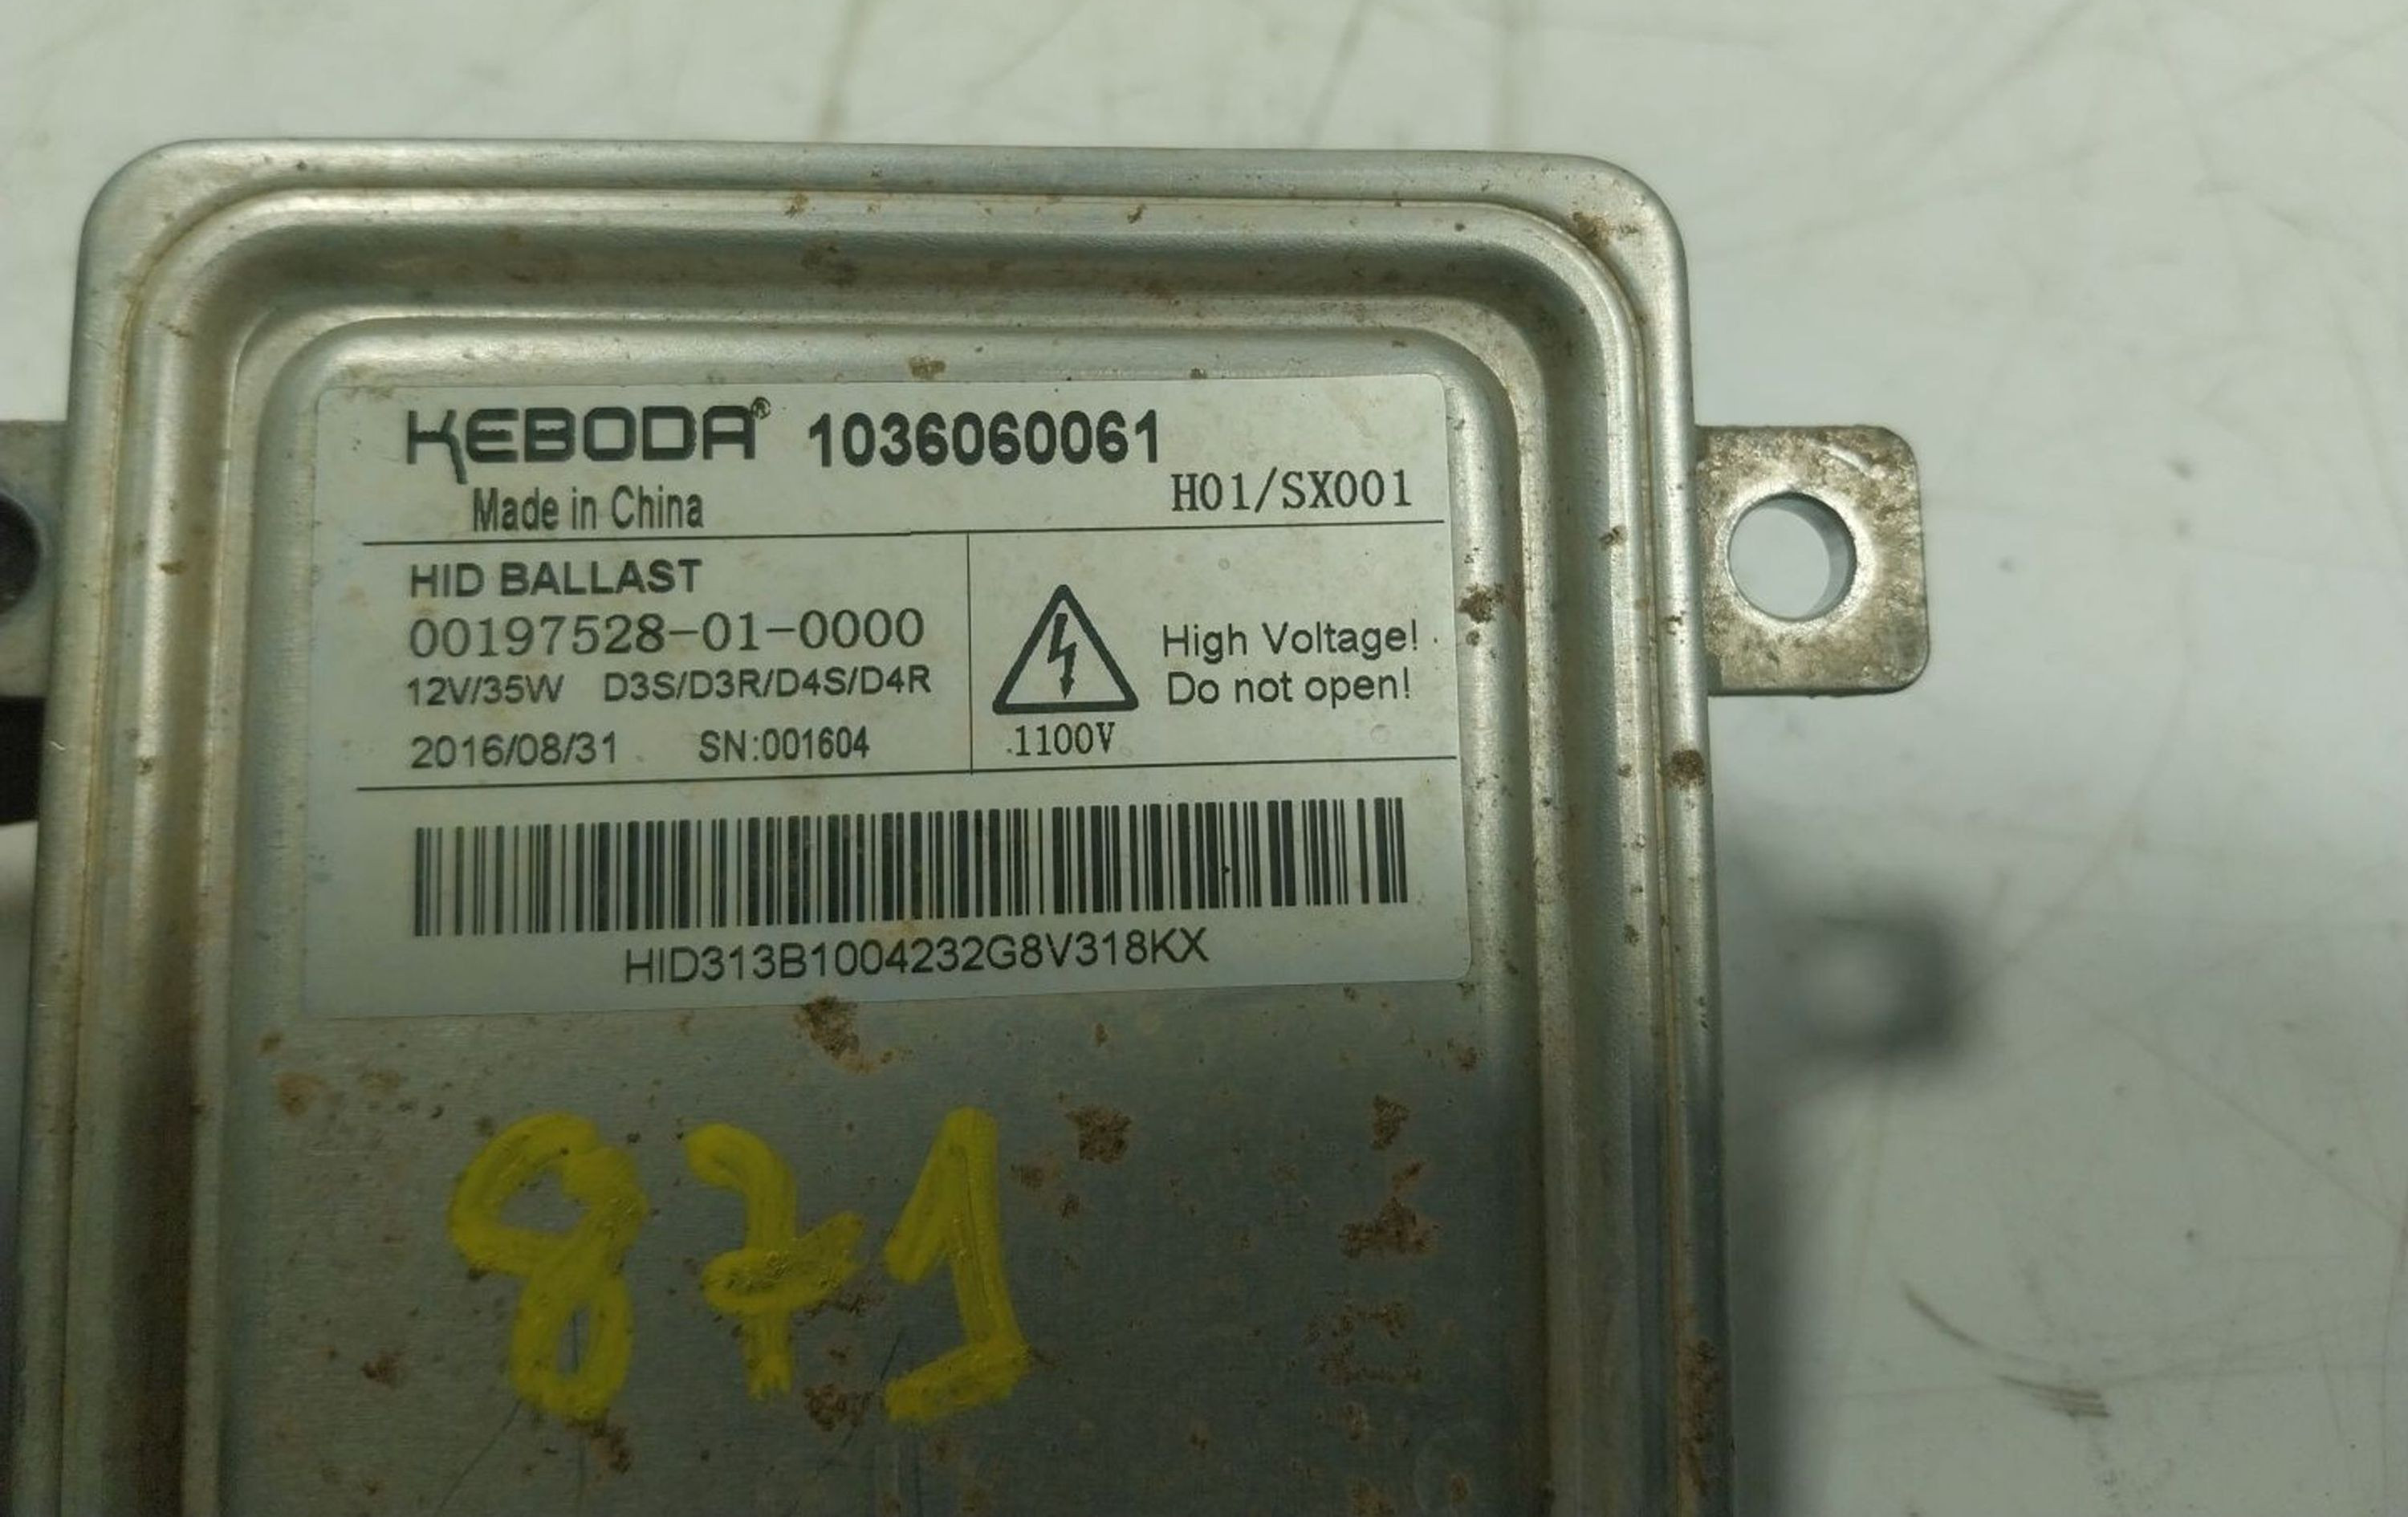 KEBODA® 1036060061
Made in China
H01/SX001
HID BALLAST
00197528-01-0000
12V/35W D3S/D3R/D4S/D4R
2016/08/31 SN:001604
High Voltage!
Do not open!
1100V
HID313B1004232G8V318KX
871